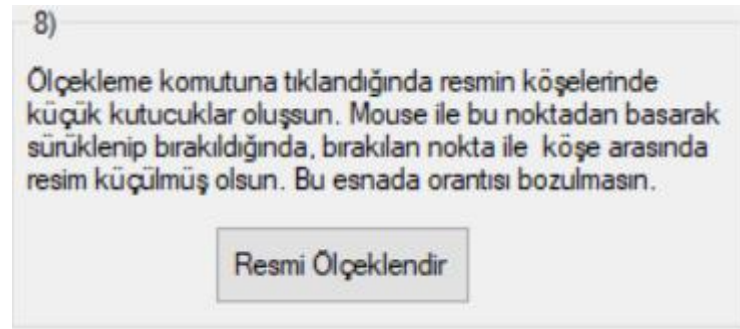 8)
Ölçekleme komutuna tıklandığında resmin köşelerinde
küçük kutucuklar oluşsun. Mouse ile bu noktadan basarak
sürüklenip bırakıldığında, bırakılan nokta ile  köşe arasında
resim küçülmüş olsun. Bu esnada orantısı bozulmasın.
Resmi Ölçeklendir